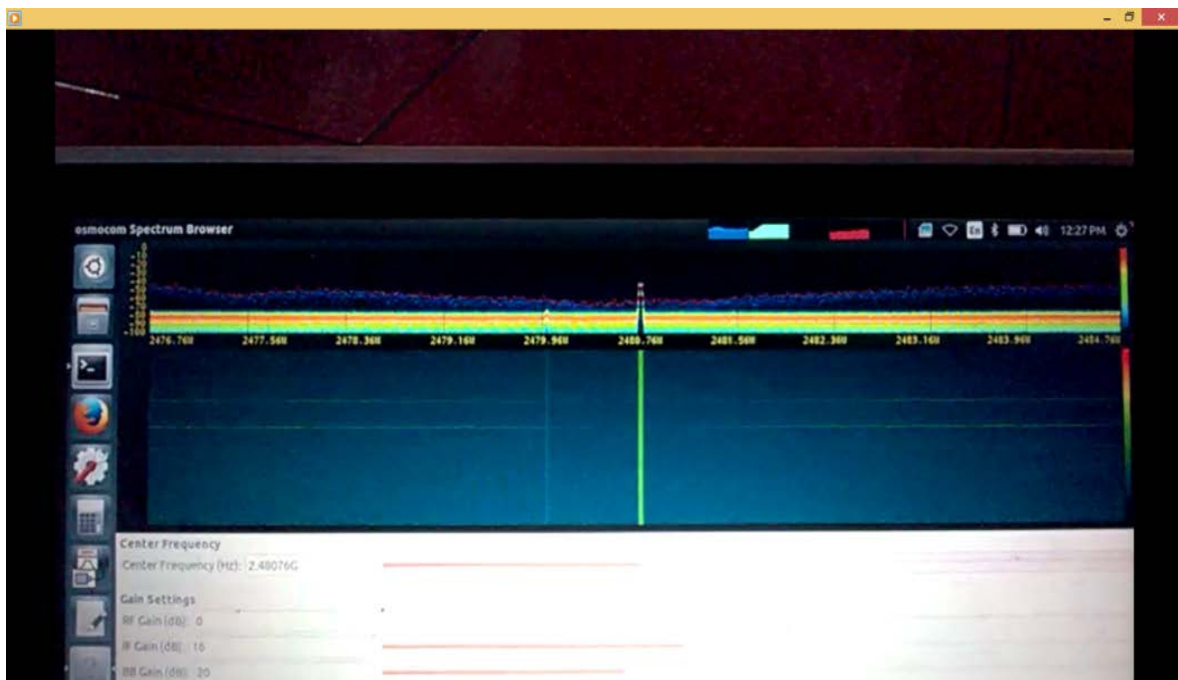 osmocom Spectrum Browser
En 12:27 PM
2476.76M 2477.56M 2478.36M 2479.16M 2479.96M 2480.76M 2481.56M 2482.36M 2483.16M 2483.96M 2484.76M
Center Frequency
Center Frequency (Hz): 2.48076G
Gain Settings
RF Gain (dB): 0
IF Gain (dB): 16
BB Gain (dB): 20